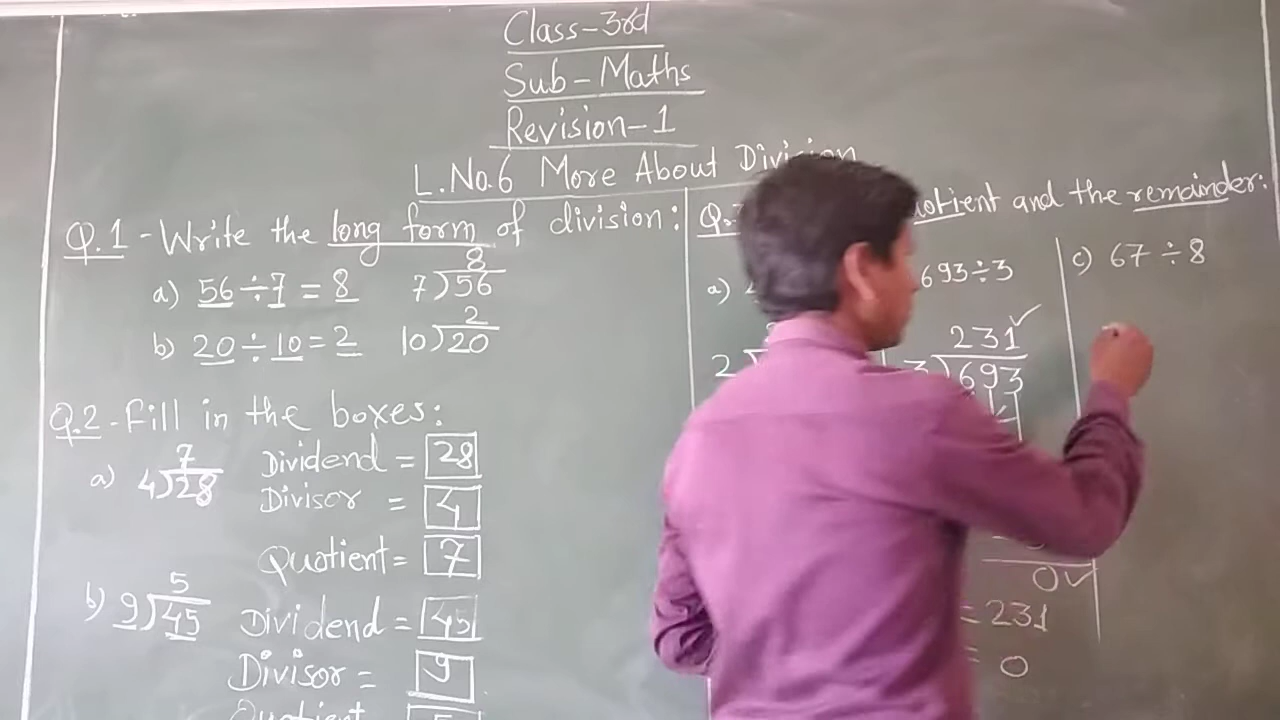 Class-3rd
Sub-Maths
Revision-1
L.No.6 More About Division
Q.1 - Write the long form of division:
a) 56 ÷ 7 = 8
8
7)56
b) 20 ÷ 10 = 2
2
10)20
Q.2 - Fill in the boxes:
a) 7
4)28
Dividend = 28
Divisor = 4
Quotient = 7
b) 5
9)45
Dividend = 45
Divisor = 9
Quotient 5
and the remainder:
a)
2)
693÷3
231 ✓
3)693
0 ✓
= 231
= 0
c) 67 ÷ 8